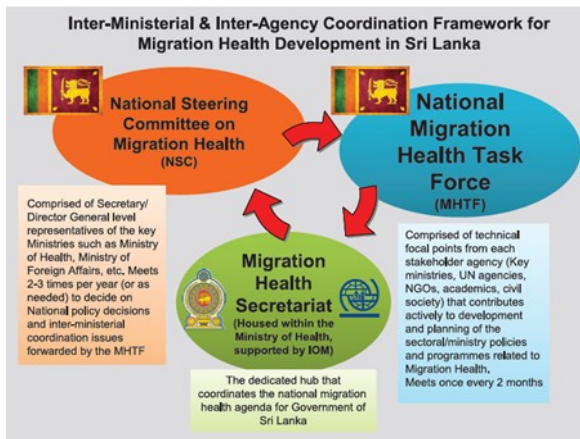 Inter-Ministerial & Inter-Agency Coordination Framework for
Migration Health Development in Sri Lanka
National Steering
Committee on
Migration Health
(NSC)
National
Migration
Health Task
Force
(MHTF)
Comprised of Secretary/
Director General level
representatives of the key
Ministries such as Ministry
of Health, Ministry of
Foreign Affairs, etc. Meets
2-3 times per year (or as
needed) to decide on
National policy decisions
and inter-ministerial
coordination issues
forwarded by the MHTF
Migration
Health
Secretariat
(Housed within the
Ministry of Health,
supported by IOM)
Comprised of technical
focal points from each
stakeholder agency (Key
ministries, UN agencies,
NGOs, academics, civil
society) that contributes
actively to development
and planning of the
sectoral/ministry policies
and programmes related to
Migration Health.
Meets once every 2 months
The dedicated hub that
coordinates the national migration
health agenda for Government of
Sri Lanka